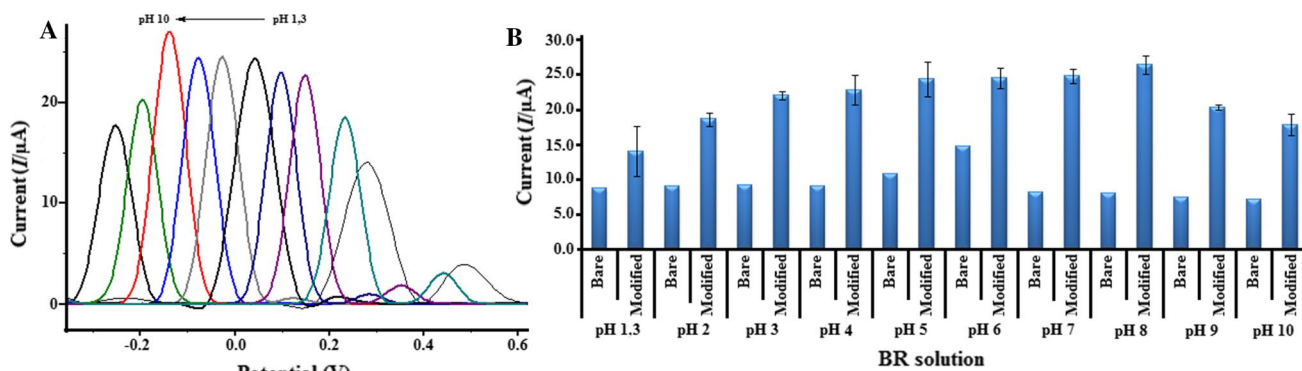 A
pH 10 pH 1,3
Current (I/µA)
20
10
0
-0.2 0.0 0.2 0.4 0.6
Potential (V)
B
Current (I/µA)
30.0
25.0
20.0
15.0
10.0
5.0
0.0
Bare Modified Bare Modified Bare Modified Bare Modified Bare Modified Bare Modified Bare Modified Bare Modified Bare Modified Bare Modified
pH 1,3 pH 2 pH 3 pH 4 pH 5 pH 6 pH 7 pH 8 pH 9 pH 10
BR solution